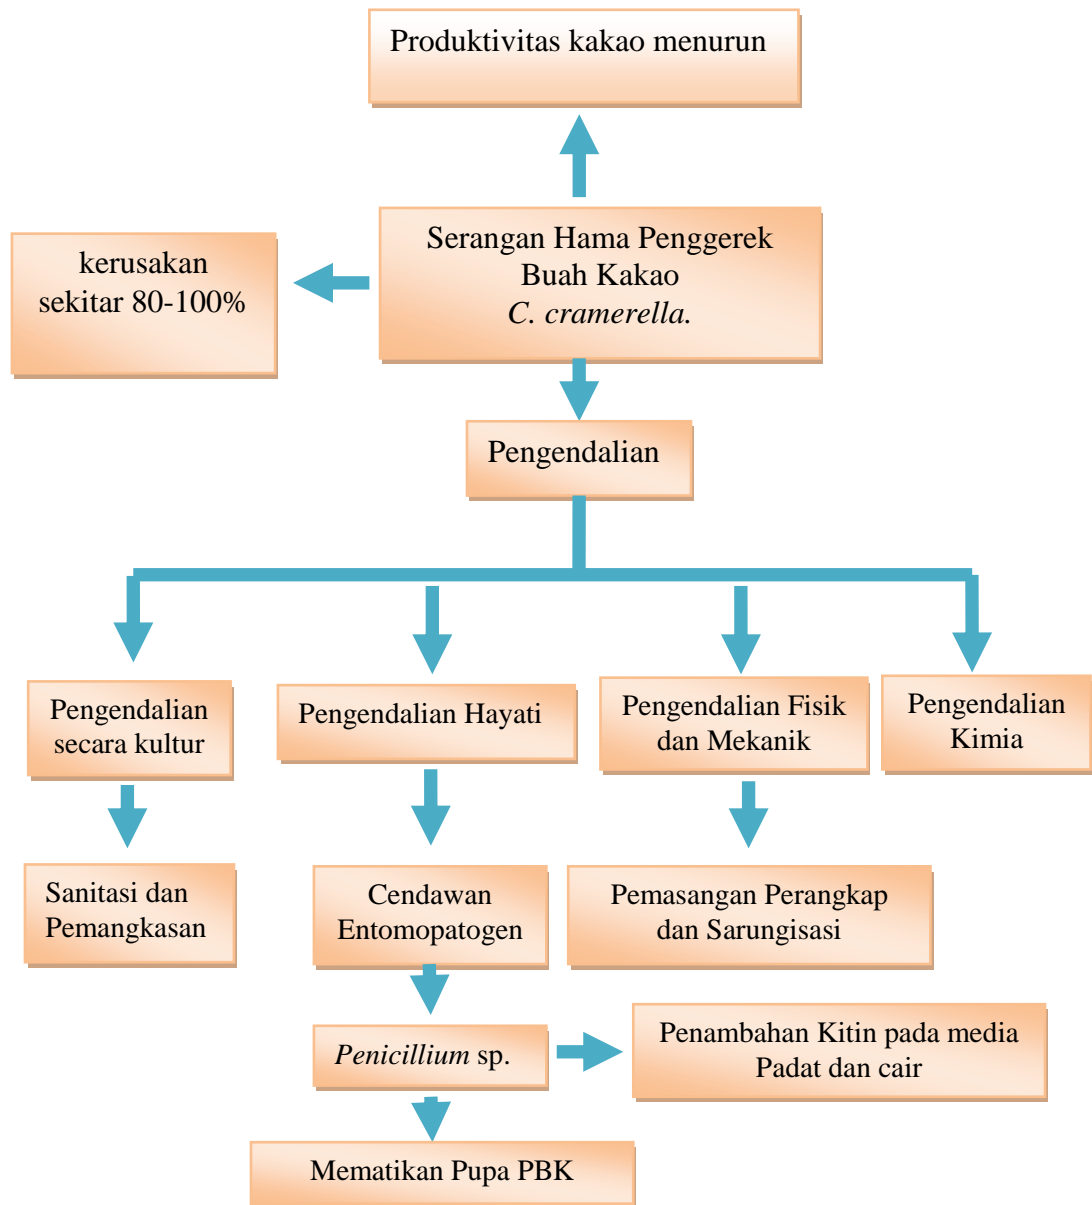 Produktivitas kakao menurun
Serangan Hama Penggerek
Buah Kakao
C. cramerella.
kerusakan
sekitar 80-100%
Pengendalian
Pengendalian
secara kultur
Pengendalian Hayati
Pengendalian Fisik
dan Mekanik
Pengendalian
Kimia
Sanitasi dan
Pemangkasan
Cendawan
Entomopatogen
Pemasangan Perangkap
dan Sarungisasi
Penicillium sp.
Penambahan Kitin pada media
Padat dan cair
Mematikan Pupa PBK